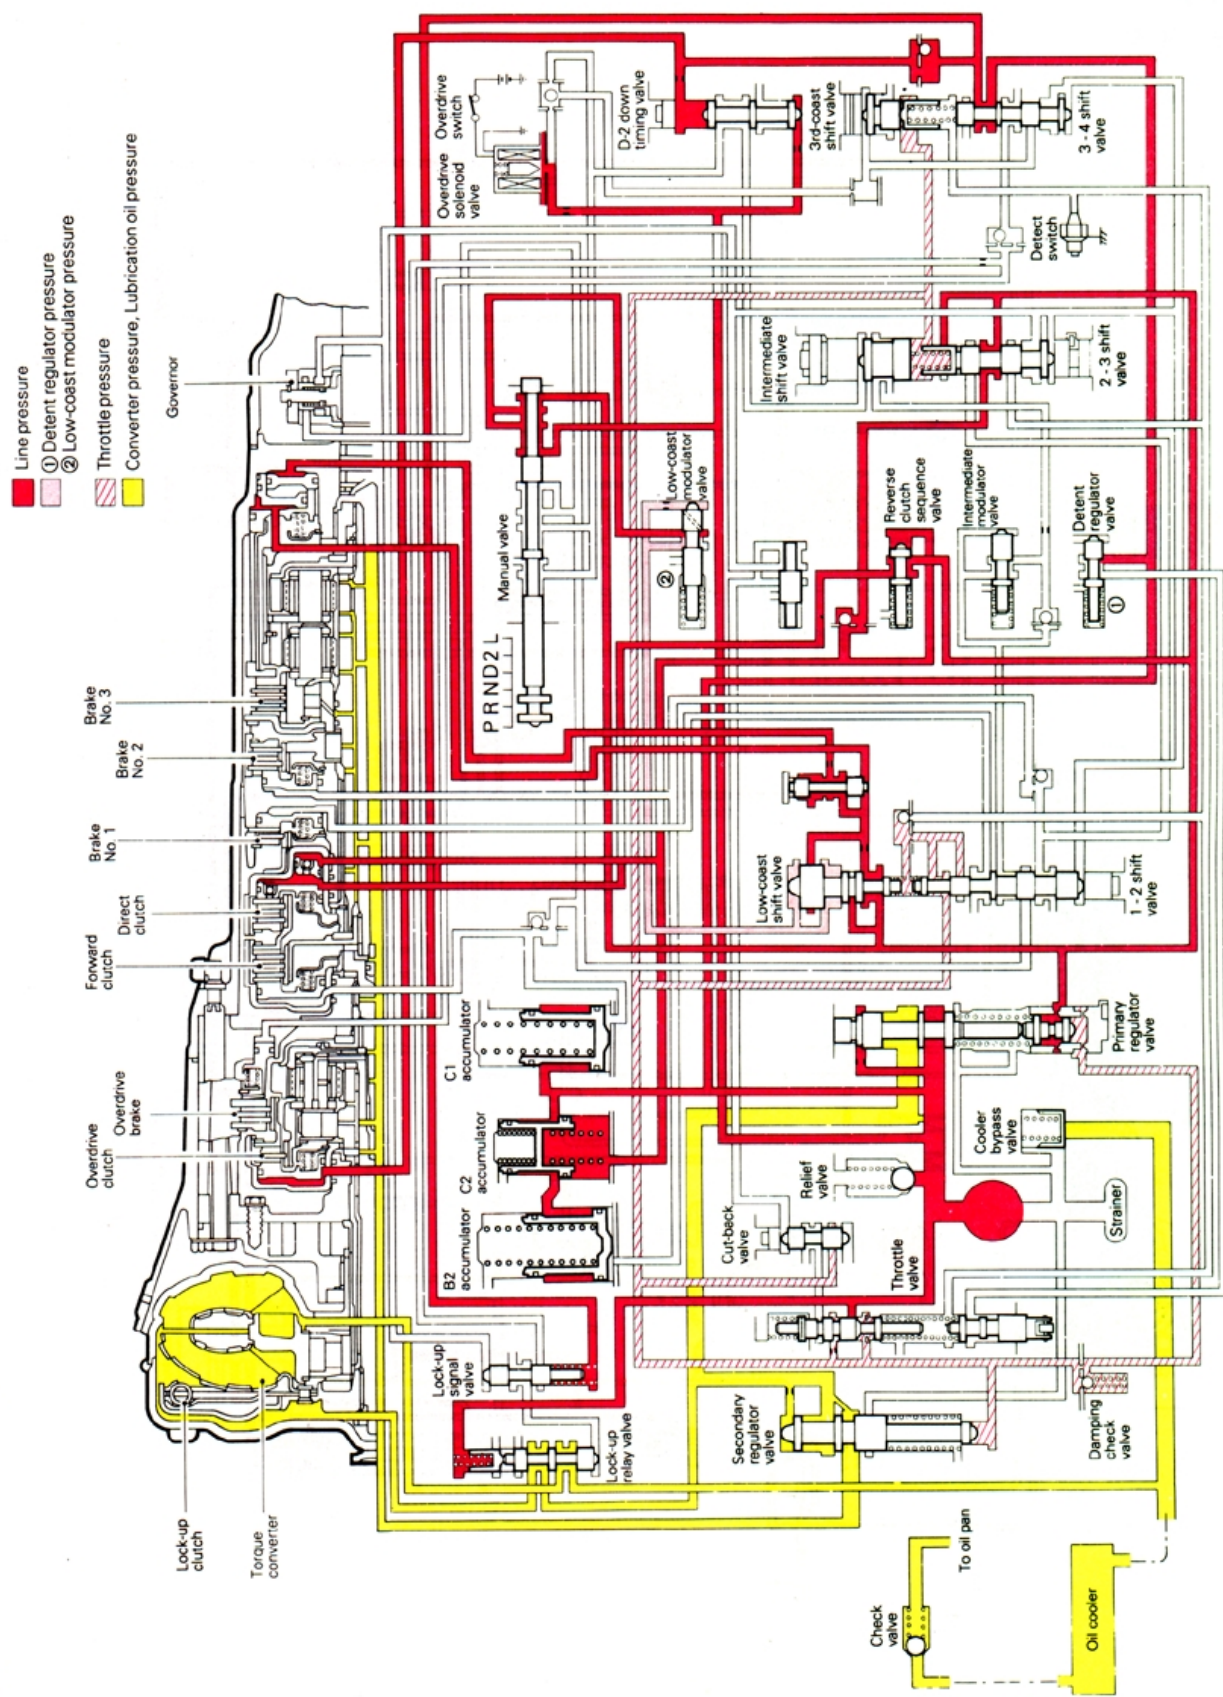 Line pressure
① Detent regulator pressure
② Low-coast modulator pressure
Throttle pressure
Converter pressure, Lubrication oil pressure
Lock-up
clutch
Torque
converter
Overdrive
clutch
Overdrive
brake
Forward
clutch
Direct
clutch
Brake
No. 1
Brake
No. 2
Brake
No. 3
Governor
Lock-up
signal
valve
Lock-up
relay valve
B2
accumulator
C2
accumulator
C1
accumulator
P R N D 2 L
Manual valve
Overdrive
solenoid
valve
Overdrive
switch
D-2 down
timing valve
②
Low-coast
modulator
valve
Secondary
regulator
valve
Cut-back
valve
Relief
valve
Throttle
valve
Low-coast
shift valve
Intermediate
shift valve
3rd-coast
shift valve
Reverse
clutch
sequence
valve
Intermediate
modulator
valve
Detent
regulator
valve
①
Detect
switch
Check
valve
To oil pan
Oil cooler
Damping
check
valve
Strainer
Cooler
bypass
valve
Primary
regulator
valve
1 - 2 shift
valve
2 - 3 shift
valve
3 - 4 shift
valve